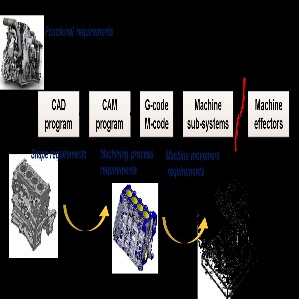 Functional requirements
CAD
program
CAM
program
G-code
M-code
Machine
sub-systems
Machine
effectors
Shape requirements
Machining process
requirements
Machine movement
requirements